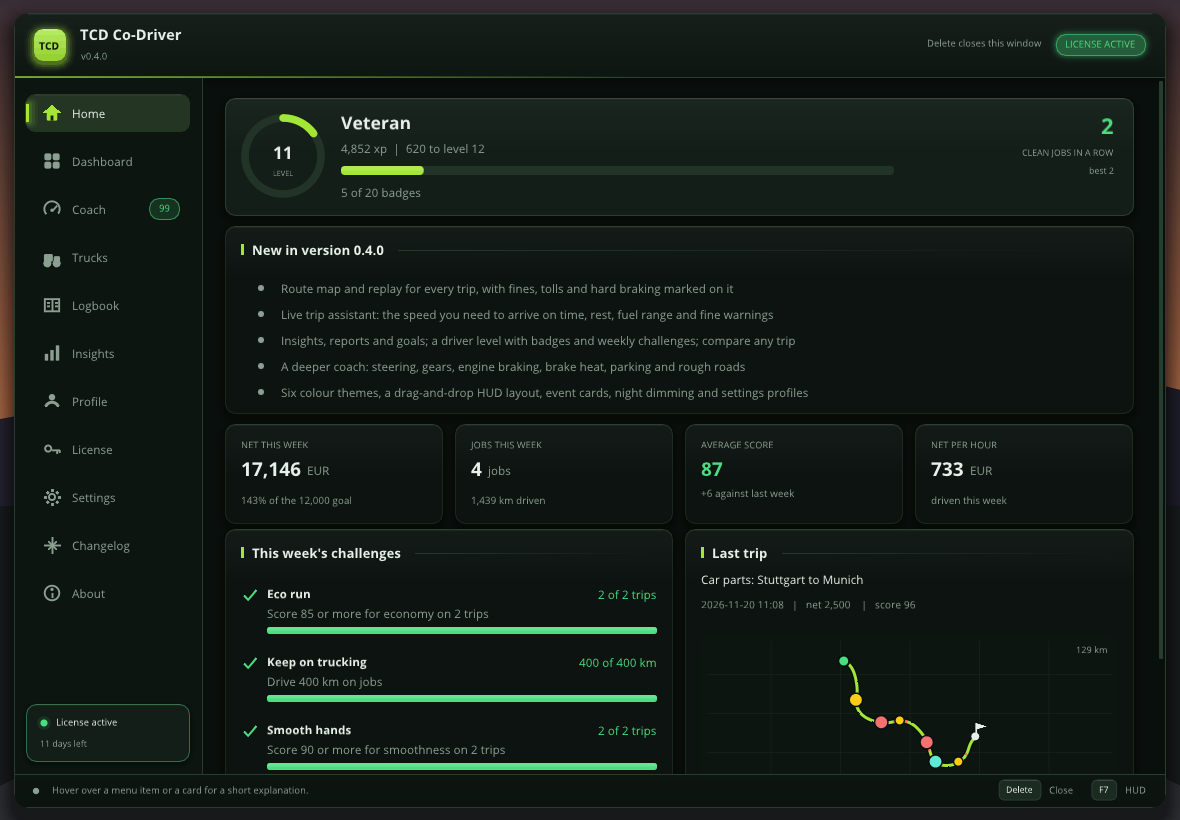 TCD
TCD Co-Driver
v0.4.0
Delete closes this window
LICENSE ACTIVE
Home
Dashboard
Coach
99
Trucks
Logbook
Insights
Profile
License
Settings
Changelog
About
License active
11 days left
11
LEVEL
Veteran
4,852 xp | 620 to level 12
5 of 20 badges
2
CLEAN JOBS IN A ROW
best 2
New in version 0.4.0
Route map and replay for every trip, with fines, tolls and hard braking marked on it
Live trip assistant: the speed you need to arrive on time, rest, fuel range and fine warnings
Insights, reports and goals; a driver level with badges and weekly challenges; compare any trip
A deeper coach: steering, gears, engine braking, brake heat, parking and rough roads
Six colour themes, a drag-and-drop HUD layout, event cards, night dimming and settings profiles
NET THIS WEEK
17,146 EUR
143% of the 12,000 goal
JOBS THIS WEEK
4 jobs
1,439 km driven
AVERAGE SCORE
87
+6 against last week
NET PER HOUR
733 EUR
driven this week
This week's challenges
Eco run
2 of 2 trips
Score 85 or more for economy on 2 trips
Keep on trucking
400 of 400 km
Drive 400 km on jobs
Smooth hands
2 of 2 trips
Score 90 or more for smoothness on 2 trips
Last trip
Car parts: Stuttgart to Munich
2026-11-20 11:08 | net 2,500 | score 96
129 km
Hover over a menu item or a card for a short explanation.
Delete
Close
F7
HUD